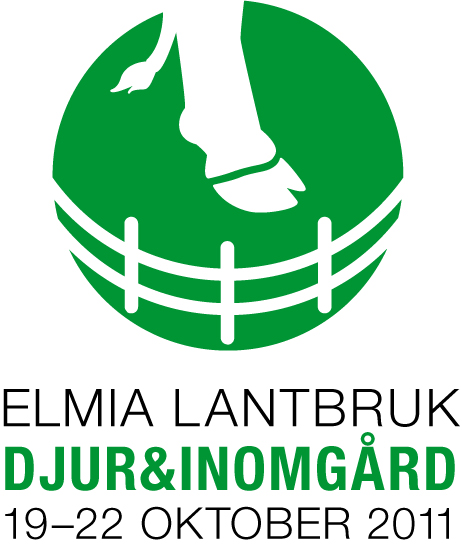 ELMIA LANTBRUK
DJUR&INOMGÅRD
19–22 OKTOBER 2011